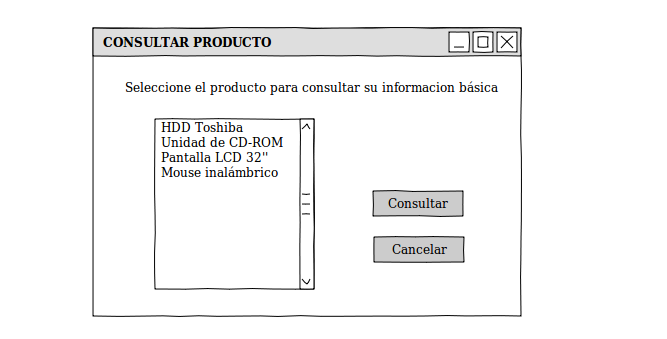 CONSULTAR PRODUCTO
Seleccione el producto para consultar su informacion básica
HDD Toshiba
Unidad de CD-ROM
Pantalla LCD 32"
Mouse inalámbrico
Consultar
Cancelar